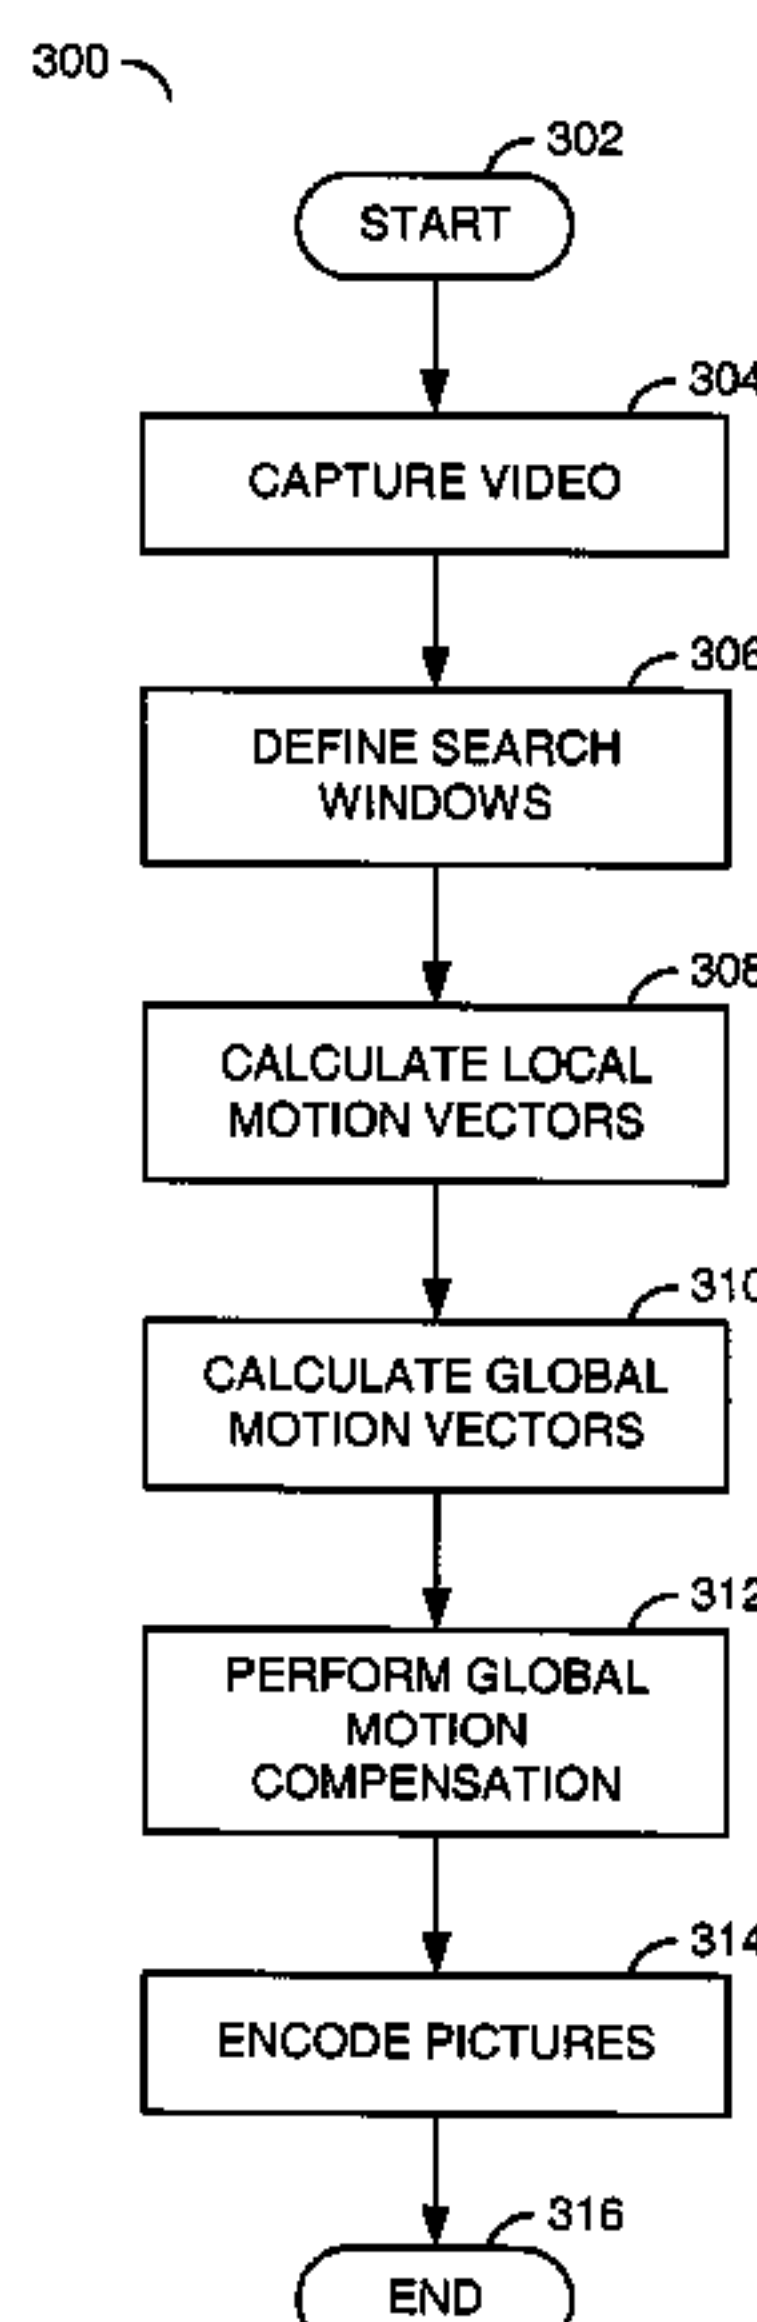 300
302
START
304
CAPTURE VIDEO
306
DEFINE SEARCH
WINDOWS
308
CALCULATE LOCAL
MOTION VECTORS
310
CALCULATE GLOBAL
MOTION VECTORS
312
PERFORM GLOBAL
MOTION
COMPENSATION
314
ENCODE PICTURES
316
END